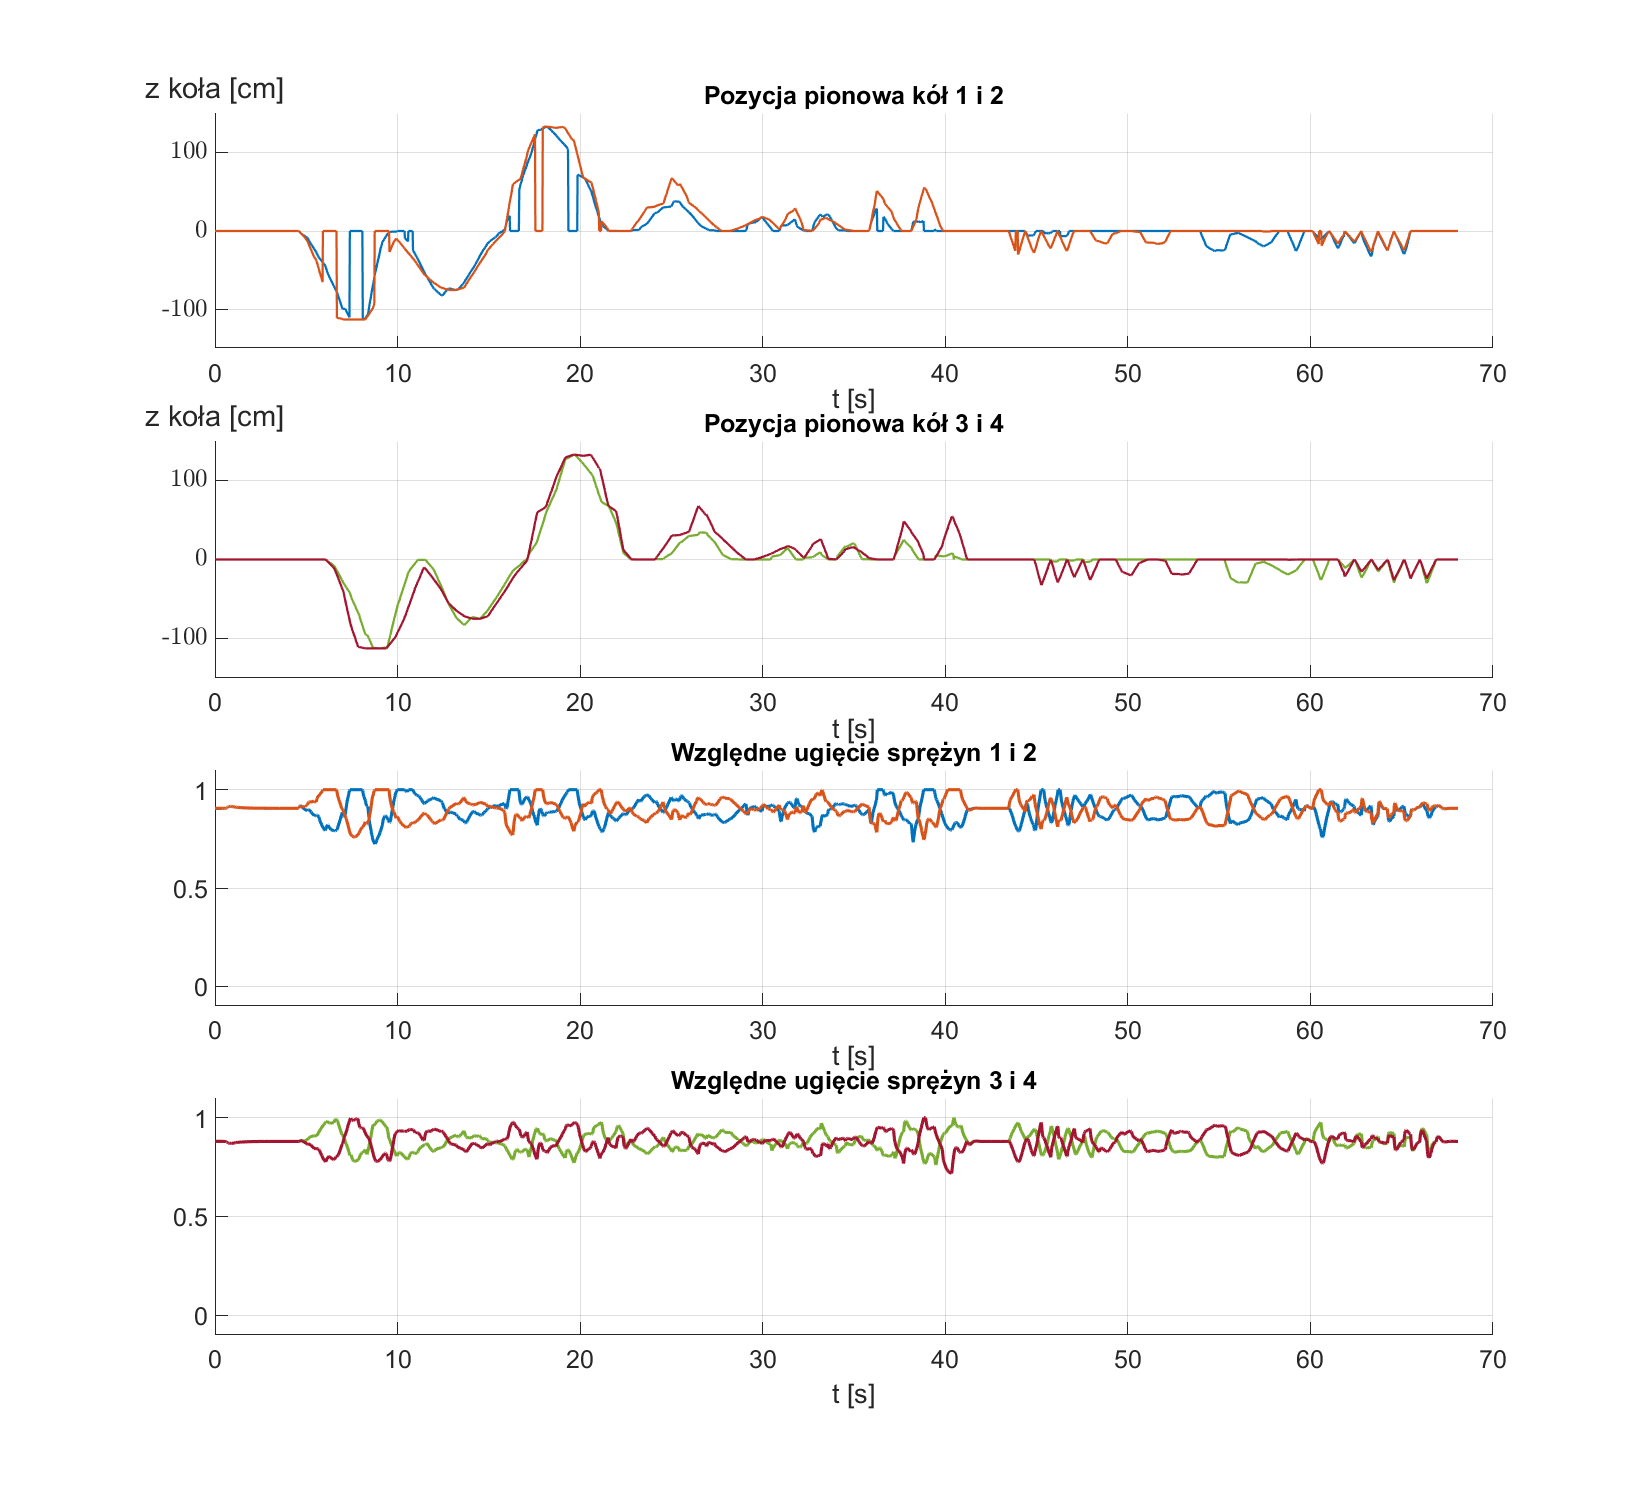 z koła [cm]
Pozycja pionowa kół 1 i 2
100
0
-100
0 10 20 30 40 50 60 70
t [s]
z koła [cm]
Pozycja pionowa kół 3 i 4
100
0
-100
0 10 20 30 40 50 60 70
t [s]
Względne ugięcie sprężyn 1 i 2
1
0.5
0
0 10 20 30 40 50 60 70
t [s]
Względne ugięcie sprężyn 3 i 4
1
0.5
0
0 10 20 30 40 50 60 70
t [s]